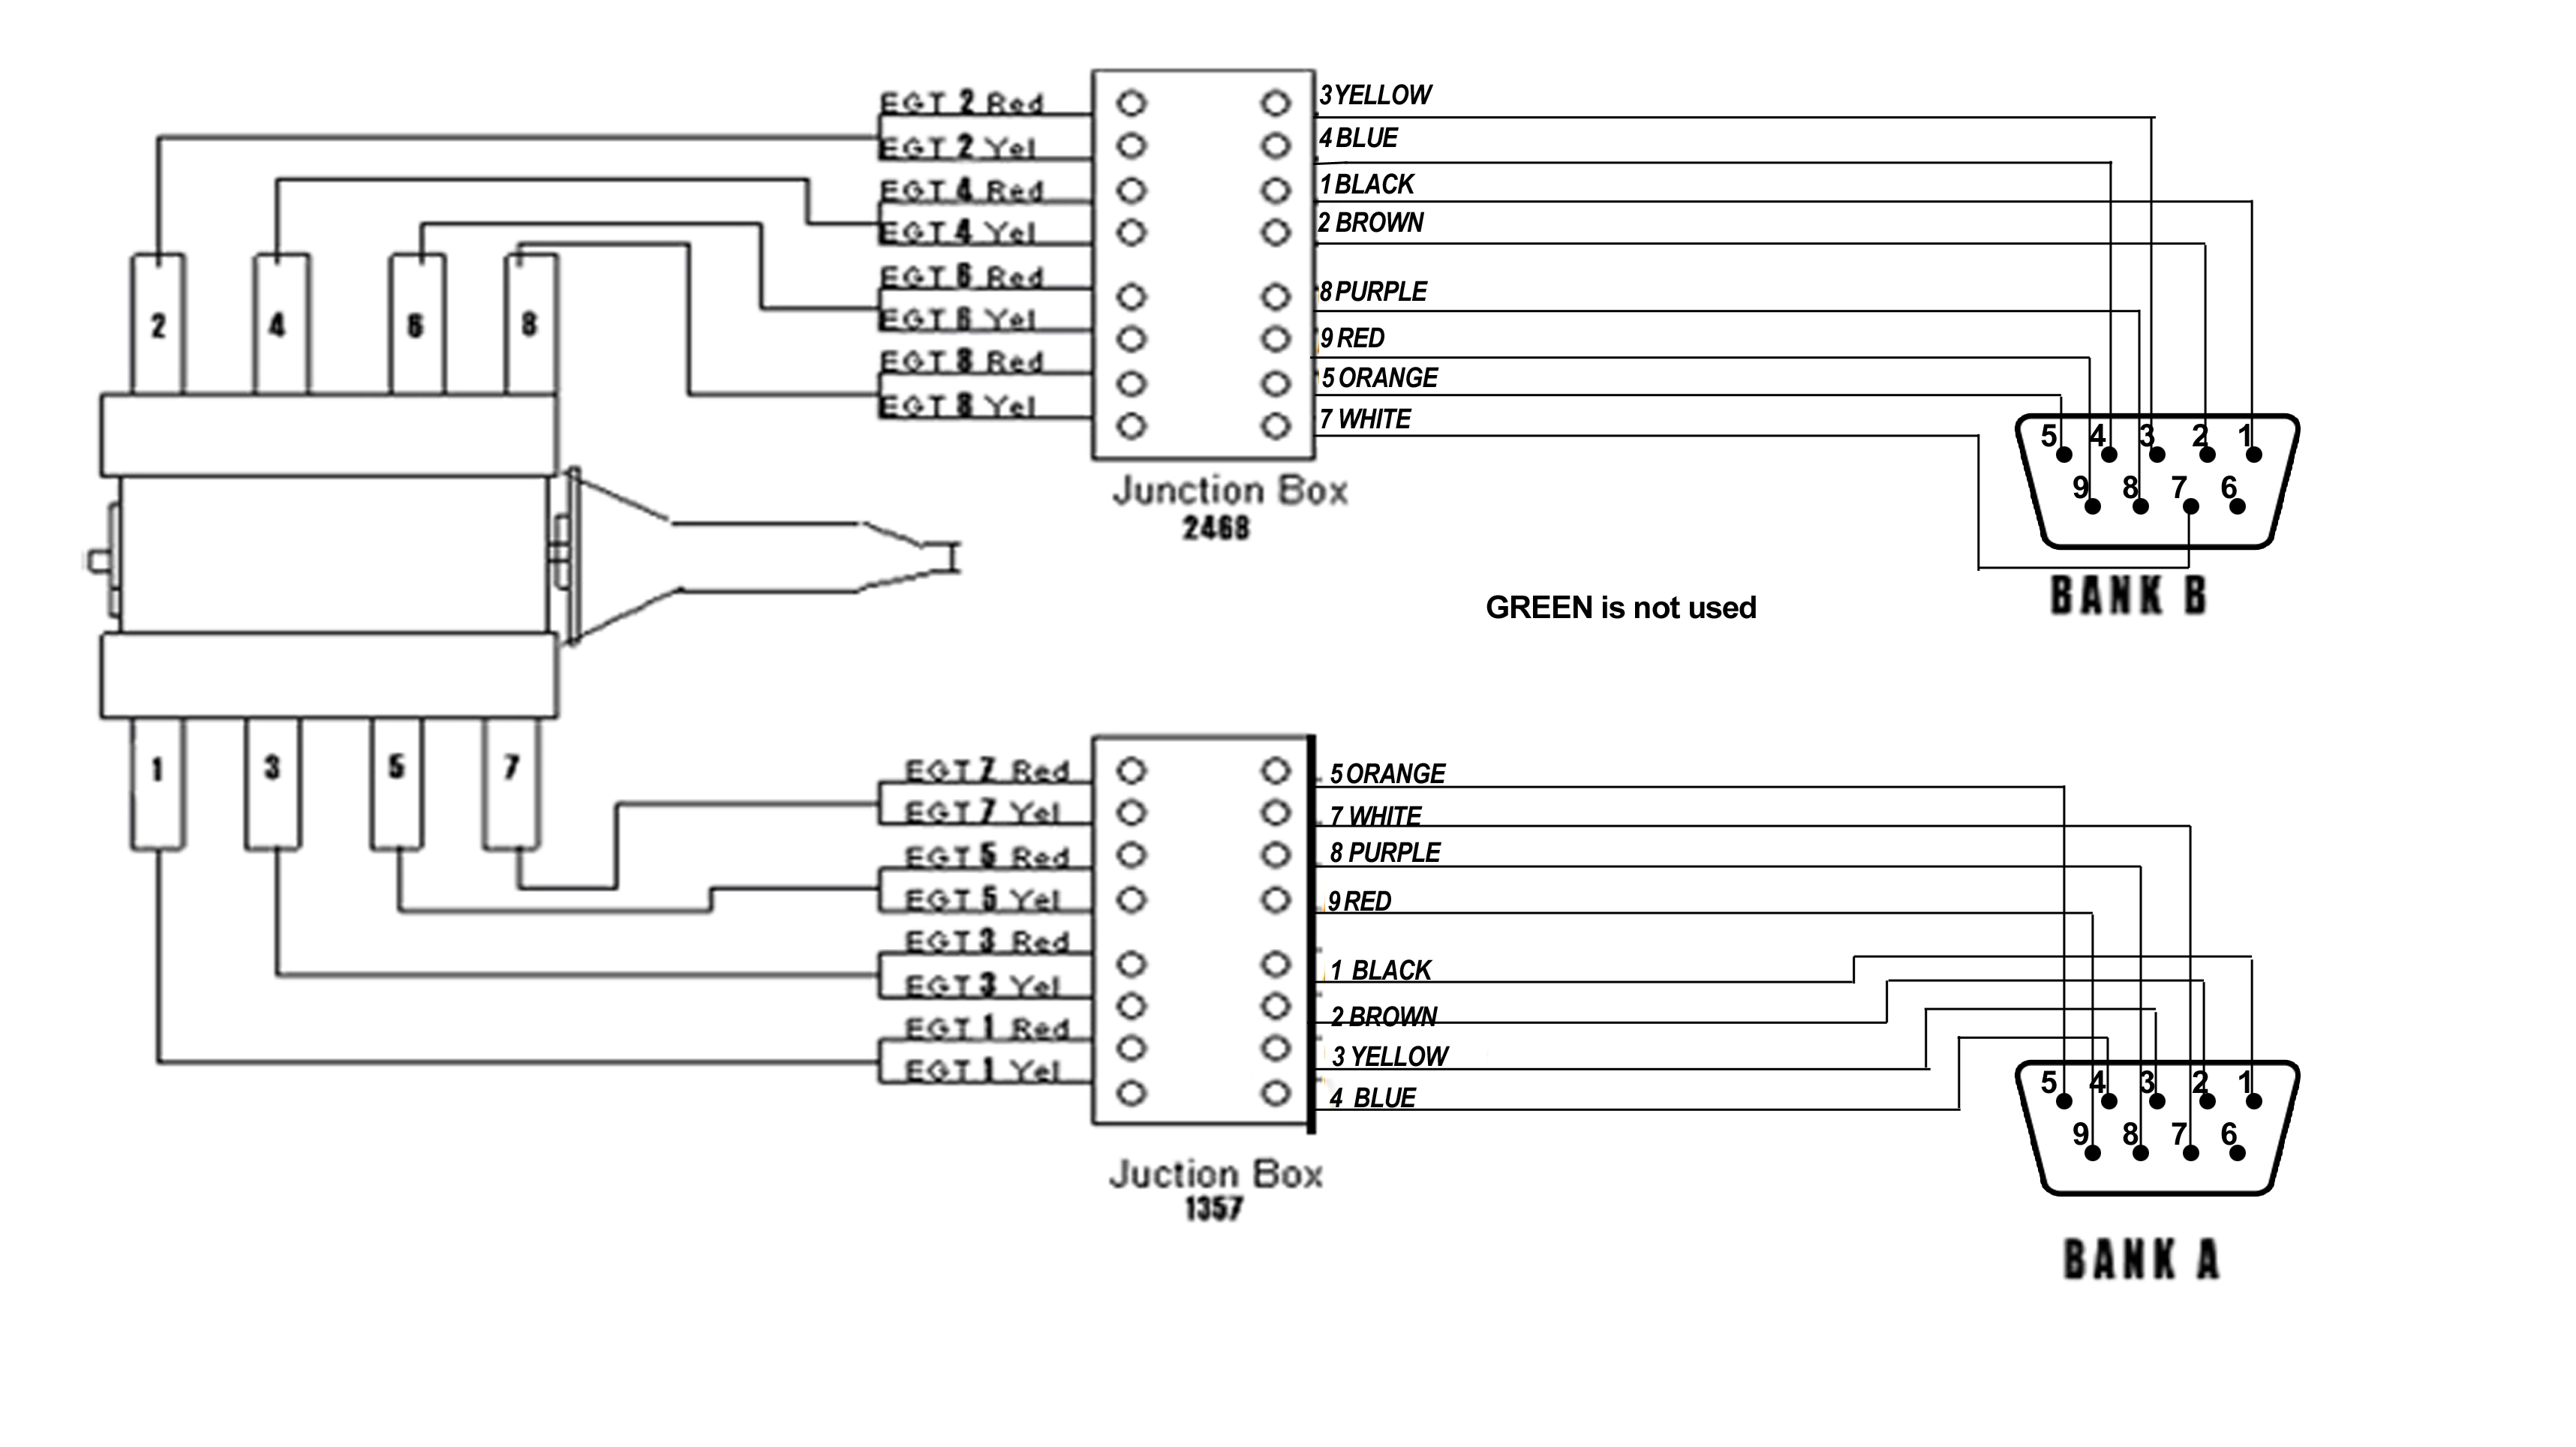 EGT 2 Red
EGT 2 Yel
EGT 4 Red
EGT 4 Yel
EGT 6 Red
EGT 6 Yel
EGT 8 Red
EGT 8 Yel
3 YELLOW
4 BLUE
1 BLACK
2 BROWN
8 PURPLE
9 RED
5 ORANGE
7 WHITE
2 4 6 8
Junction Box
2468
5 4 3 2 1
9 8 7 6
BANK B
GREEN is not used
1 3 5 7
EGT 7 Red
EGT 7 Yel
EGT 5 Red
EGT 5 Yel
EGT 3 Red
EGT 3 Yel
EGT 1 Red
EGT 1 Yel
5 ORANGE
7 WHITE
8 PURPLE
9 RED
1 BLACK
2 BROWN
3 YELLOW
4 BLUE
Juction Box
1357
5 4 3 2 1
9 8 7 6
BANK A